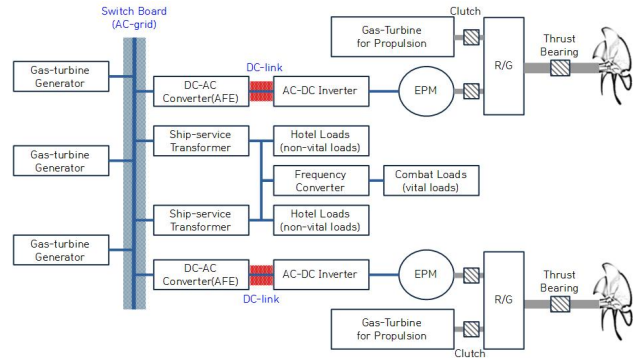 Switch Board
(AC-grid)
Clutch
Gas-Turbine
for Propulsion
R/G
Thrust
Bearing
Gas-turbine
Generator
DC-link
DC-AC
Converter(AFE)
AC-DC Inverter
EPM
Ship-service
Transformer
Hotel Loads
(non-vital loads)
Gas-turbine
Generator
Frequency
Converter
Combat Loads
(vital loads)
Ship-service
Transformer
Hotel Loads
(non-vital loads)
Gas-turbine
Generator
DC-AC
Converter(AFE)
AC-DC Inverter
EPM
DC-link
R/G
Thrust
Bearing
Gas-Turbine
for Propulsion
Clutch